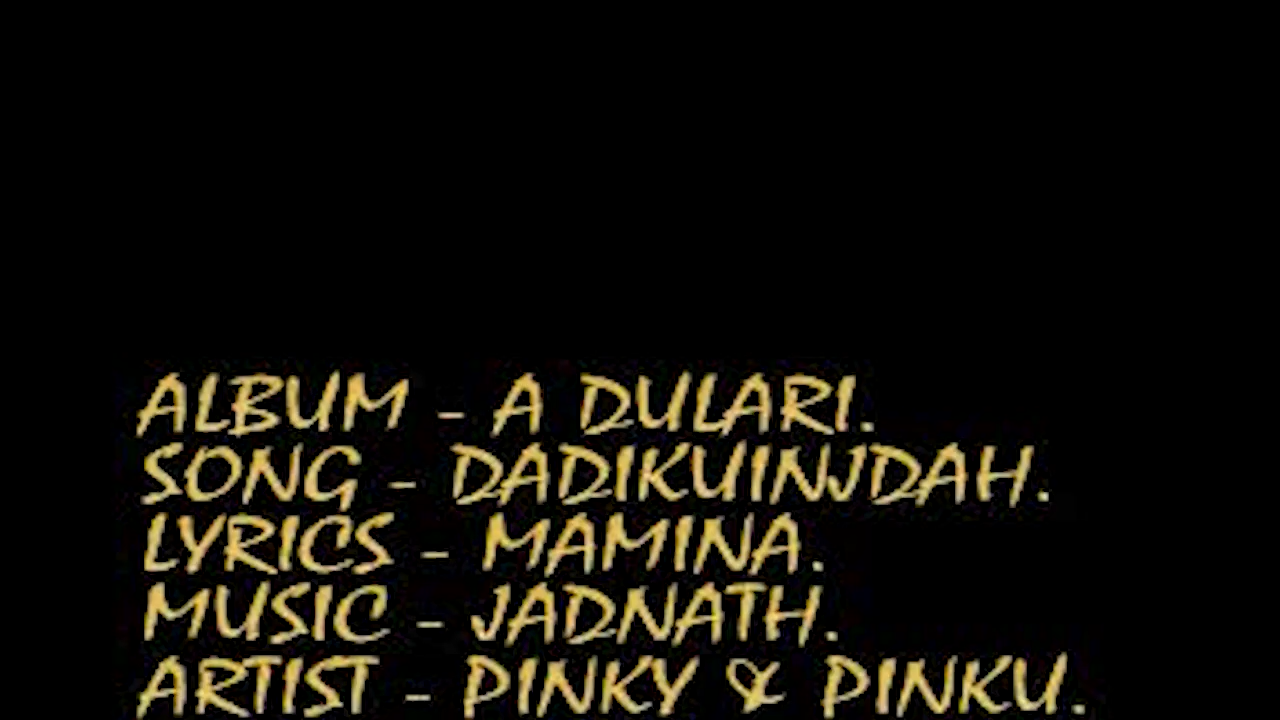 ALBUM - A DULARI.
SONG - DADIKUINJDAH.
LYRICS - MAMINA.
MUSIC - JADNATH.
ARTIST - PINKY & PINKU.